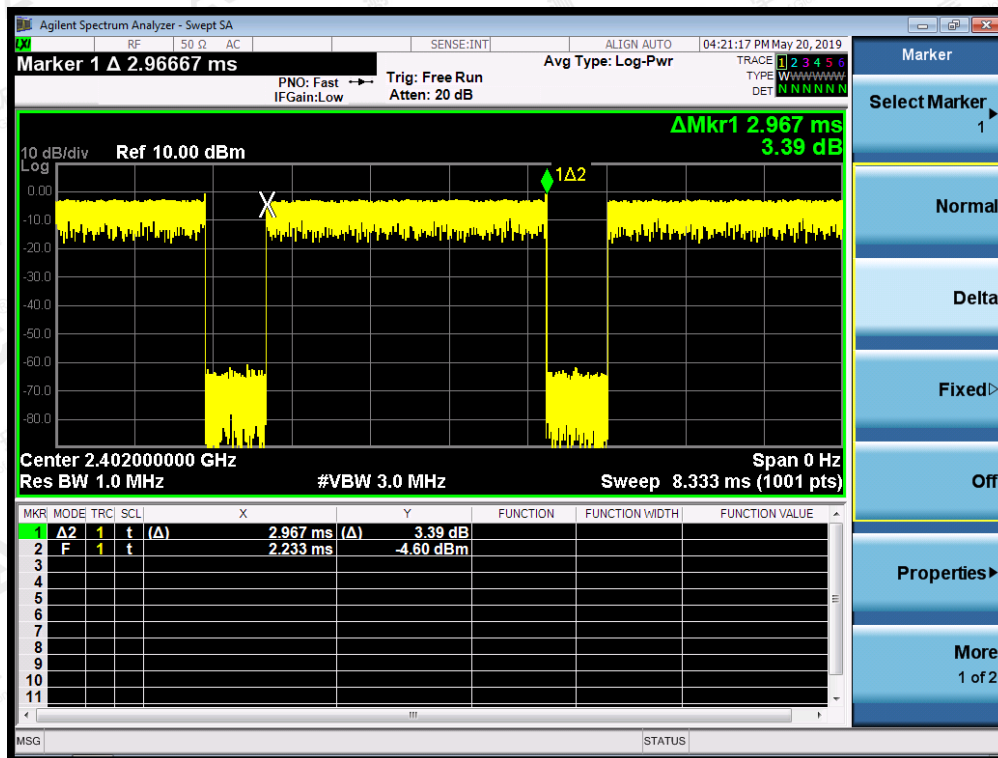 Agilent Spectrum Analyzer - Swept SA
LXI RF 50 Ω AC SENSE:INT ALIGN AUTO 04:21:17 PM May 20, 2019
Marker 1 Δ 2.96667 ms
PNO: Fast
IFGain:Low
Trig: Free Run
Atten: 20 dB
Avg Type: Log-Pwr
TRACE 1 2 3 4 5 6
TYPE WWWWWWW
DET N N N N N N
ΔMkr1 2.967 ms
3.39 dB
10 dB/div Ref 10.00 dBm
Log
1Δ2
0.00
-10.0
-20.0
-30.0
-40.0
-50.0
-60.0
-70.0
-80.0
Center 2.402000000 GHz Span 0 Hz
Res BW 1.0 MHz #VBW 3.0 MHz Sweep 8.333 ms (1001 pts)
MKR MODE TRC SCL X Y FUNCTION FUNCTION WIDTH FUNCTION VALUE
1 Δ2 1 t (Δ) 2.967 ms (Δ) 3.39 dB
2 F 1 t 2.233 ms -4.60 dBm
3
4
5
6
7
8
9
10
11
MSG STATUS
Marker
Select Marker
1
Normal
Delta
Fixed
Off
Properties
More
1 of 2